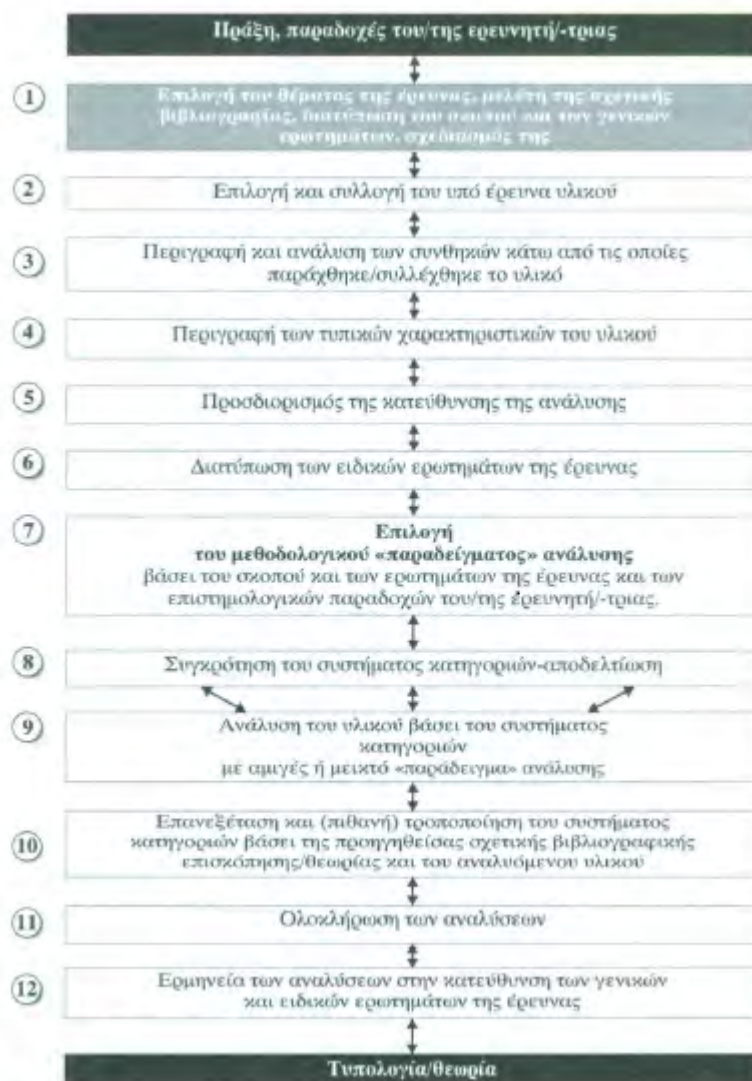 Πράξη, παραδοχές του/της ερευνητή/-τριας
1
Επιλογή του θέματος της έρευνας, μελέτη της σχετικής
βιβλιογραφίας, διατύπωση του σκοπού και των γενικών
ερωτημάτων, σχεδιασμός της
2
Επιλογή και συλλογή του υπό έρευνα υλικού
3
Περιγραφή και ανάλυση των συνθηκών κάτω από τις οποίες
παράχθηκε/συλλέχθηκε το υλικό
4
Περιγραφή των τυπικών χαρακτηριστικών του υλικού
5
Προσδιορισμός της κατεύθυνσης της ανάλυσης
6
Διατύπωση των ειδικών ερωτημάτων της έρευνας
7
Επιλογή
του μεθοδολογικού «παραδείγματος» ανάλυσης
βάσει του σκοπού και των ερωτημάτων της έρευνας και των
επιστημολογικών παραδοχών του/της έρευνητή/-τριας.
8
Συγκρότηση του συστήματος κατηγοριών-αποδελτίωση
9
Ανάλυση του υλικού βάσει του συστήματος
κατηγοριών
με αμιγές ή μεικτό «παράδειγμα» ανάλυσης
10
Επανεξέταση και (πιθανή) τροποποίηση του συστήματος
κατηγοριών βάσει της προηγηθείσας σχετικής βιβλιογραφικής
επισκόπησης/θεωρίας και του αναλυόμενου υλικού
11
Ολοκλήρωση των αναλύσεων
12
Ερμηνεία των αναλύσεων στην κατεύθυνση των γενικών
και ειδικών ερωτημάτων της έρευνας
Τυπολογία/θεωρία